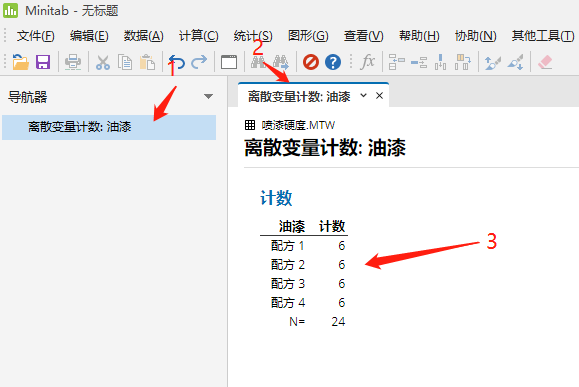 Minitab - 无标题
文件(F) 编辑(E) 数据(A) 计算(C) 统计(S) 图形(G) 查看(V) 帮助(H) 协助(N) 其他工具(T)
fx
1
2
导航器
离散变量计数: 油漆
离散变量计数: 油漆
喷漆硬度.MTW
离散变量计数: 油漆
计数
油漆 计数
配方 1 6
配方 2 6
配方 3 6
配方 4 6
N= 24
3